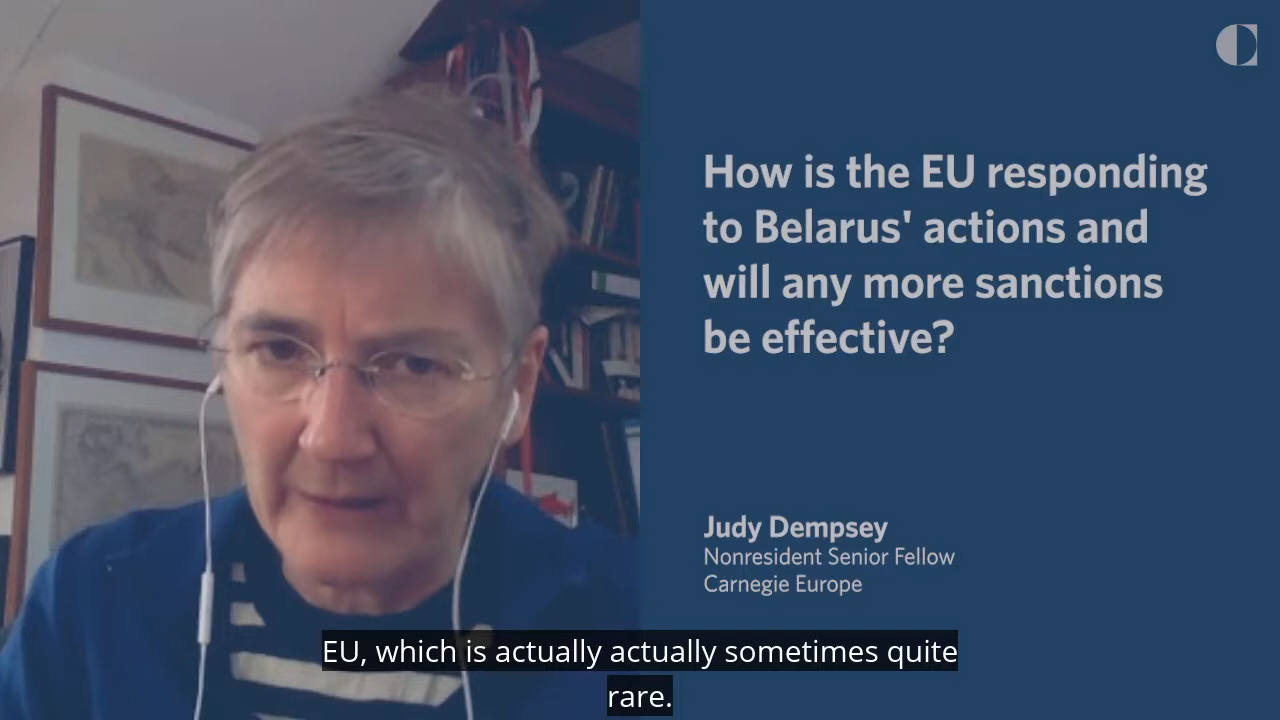 How is the EU responding
to Belarus' actions and
will any more sanctions
be effective?
Judy Dempsey
Nonresident Senior Fellow
Carnegie Europe
EU, which is actually actually sometimes quite
rare.